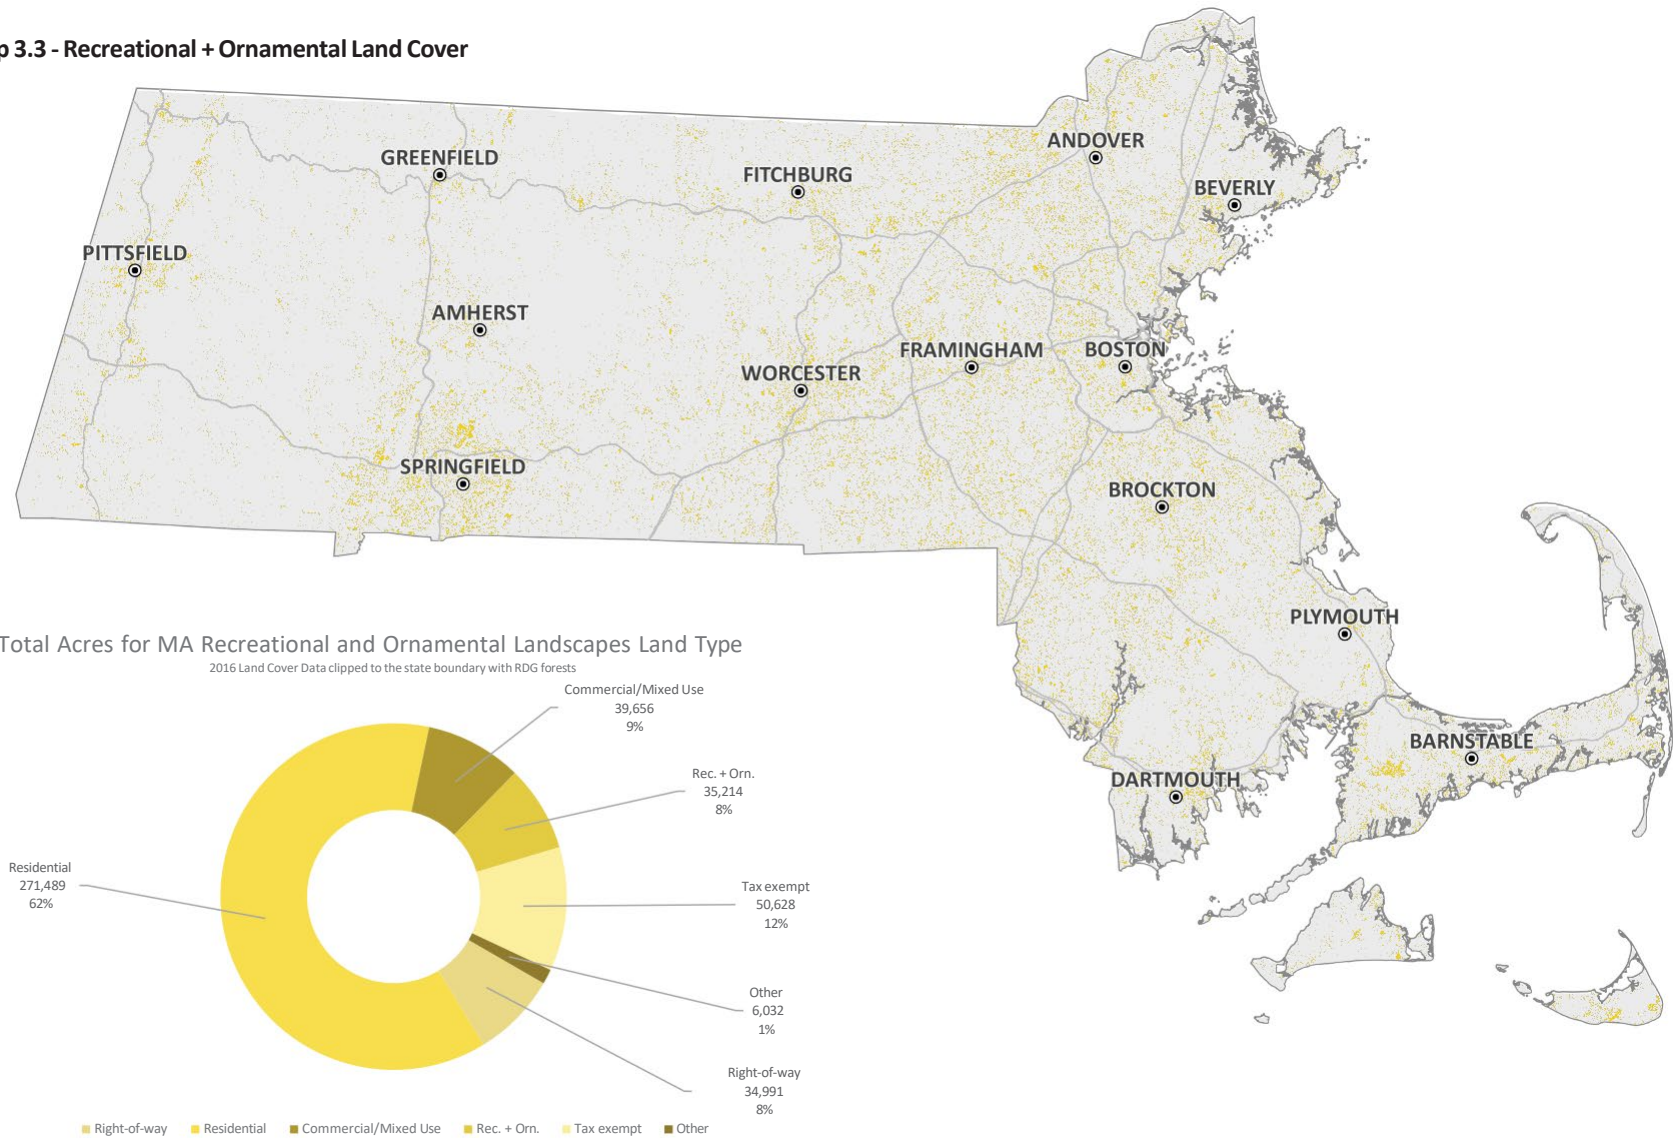 p 3.3 - Recreational + Ornamental Land Cover
ANDOVER
GREENFIELD
FITCHBURG
BEVERLY
PITTSFIELD
AMHERST
FRAMINGHAM
BOSTON
WORCESTER
SPRINGFIELD
BROCKTON
PLYMOUTH
BARNSTABLE
DARTMOUTH
Total Acres for MA Recreational and Ornamental Landscapes Land Type
2016 Land Cover Data clipped to the state boundary with RDG forests
Commercial/Mixed Use
39,656
9%
Rec. + Orn.
35,214
8%
Residential
271,489
62%
Tax exempt
50,628
12%
Other
6,032
1%
Right-of-way
34,991
8%
Right-of-way Residential Commercial/Mixed Use Rec. + Orn. Tax exempt Other